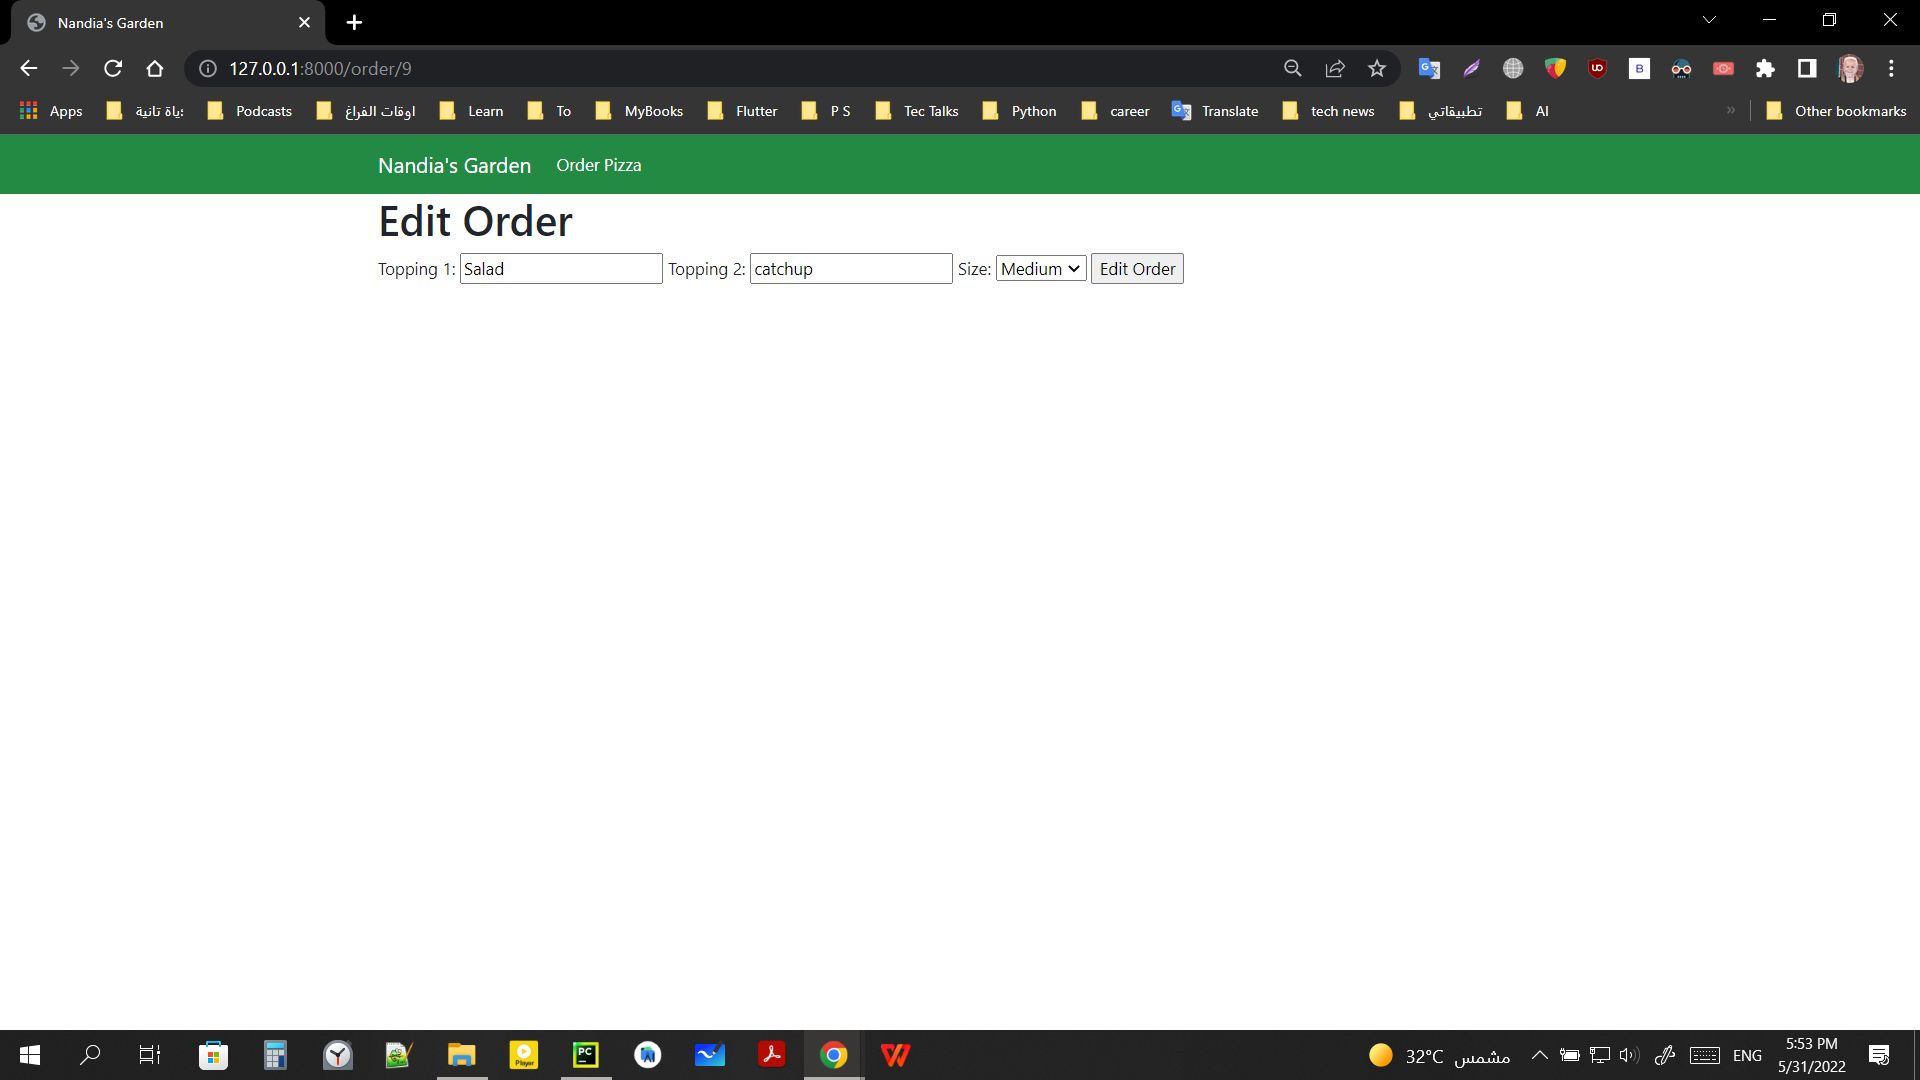 Nandia's Garden
127.0.0.1:8000/order/9
Apps ياة تانية Podcasts اوقات الفراغ Learn To MyBooks Flutter P S Tec Talks Python career Translate tech news تطبيقاتي AI » Other bookmarks
Nandia's Garden Order Pizza
Edit Order
Topping 1: Salad Topping 2: catchup Size: Medium Edit Order
32°C مشمس ENG 5:53 PM
5/31/2022